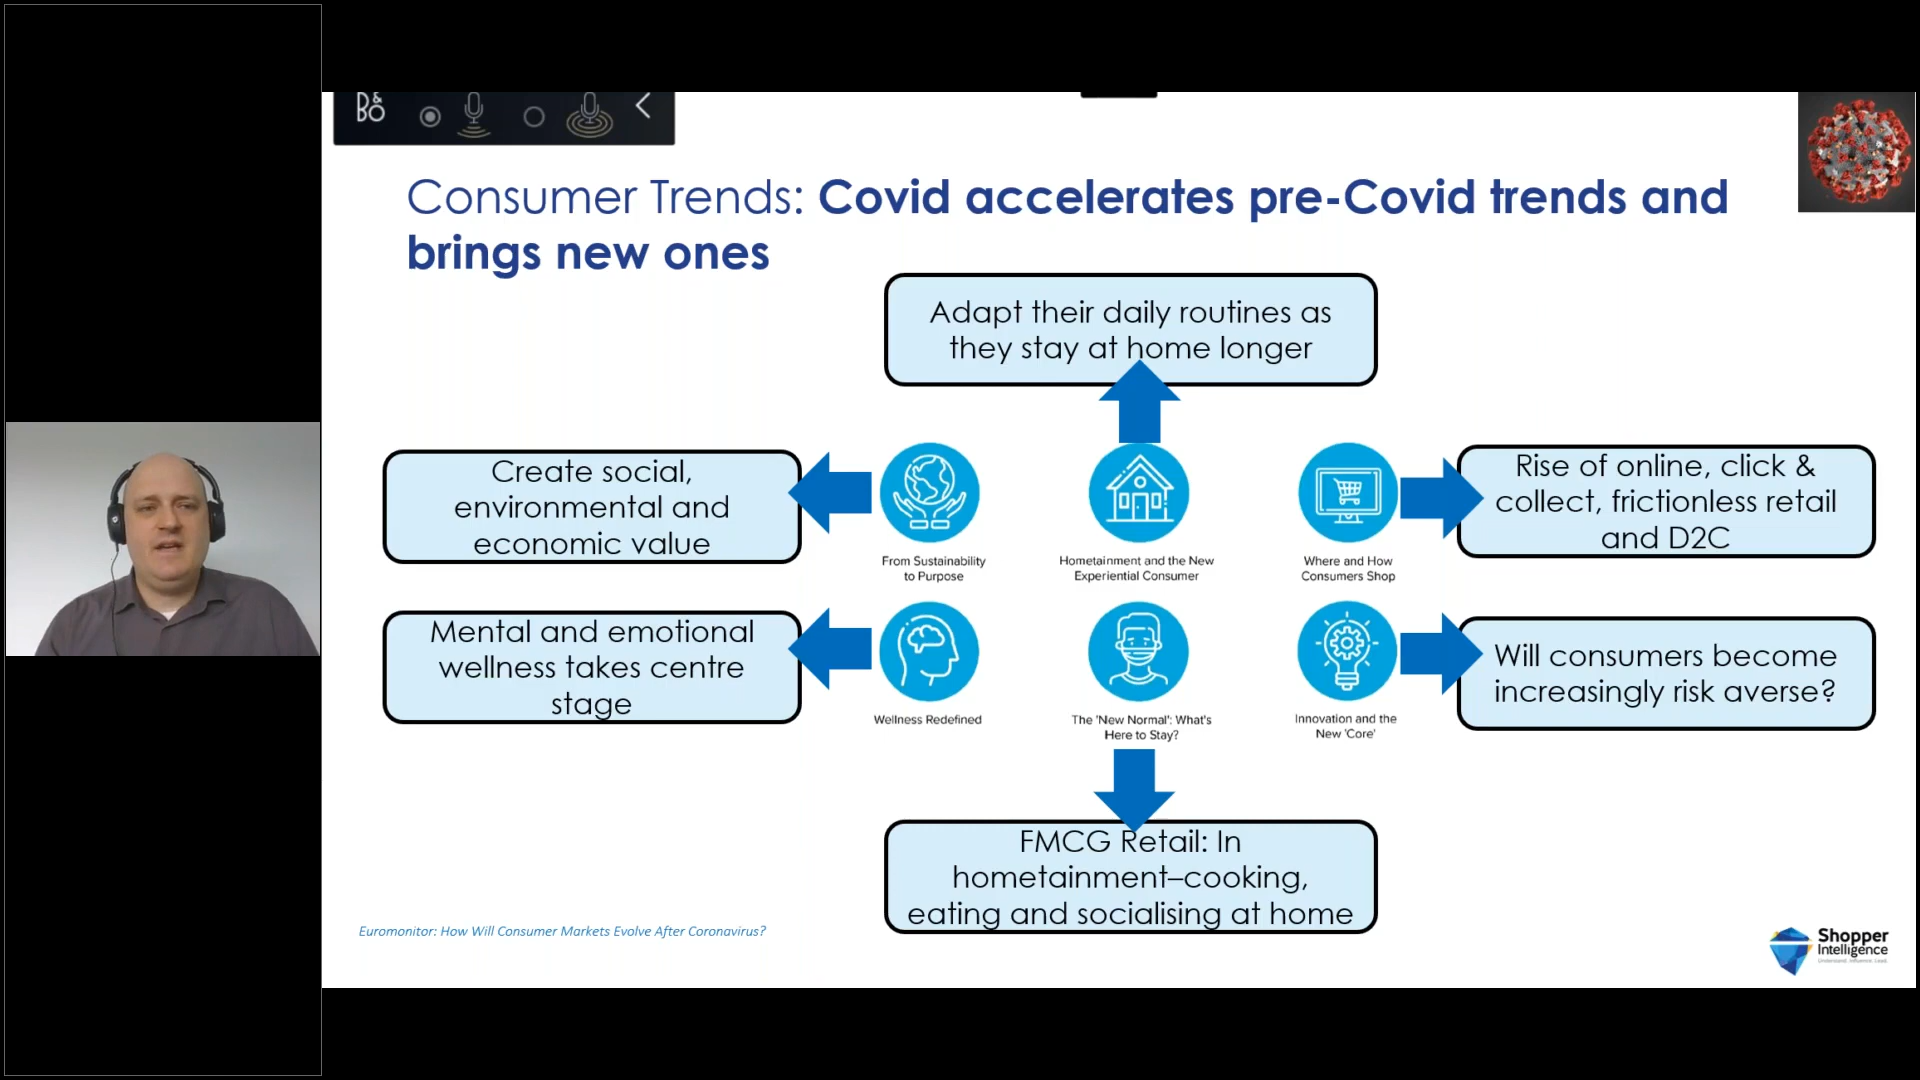 B&O
Consumer Trends: Covid accelerates pre-Covid trends and
brings new ones
Adapt their daily routines as
they stay at home longer
Create social,
environmental and
economic value
From Sustainability
to Purpose
Hometainment and the New
Experiential Consumer
Where and How
Consumers Shop
Rise of online, click &
collect, frictionless retail
and D2C
Mental and emotional
wellness takes centre
stage
Wellness Redefined
The 'New Normal': What's
Here to Stay?
Innovation and the
New 'Core'
Will consumers become
increasingly risk averse?
FMCG Retail: In
hometainment–cooking,
eating and socialising at home
Euromonitor: How Will Consumer Markets Evolve After Coronavirus?
Shopper
Intelligence
Understand. Influence. Lead.